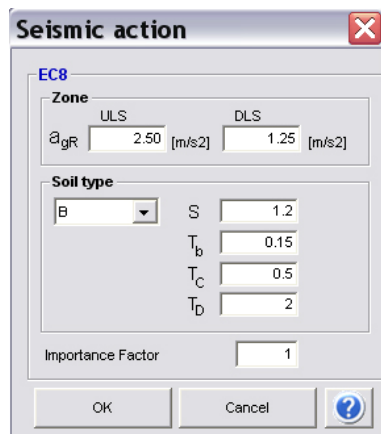 Seismic action
EC8
Zone
ULS DLS
agR 2.50 [m/s2] 1.25 [m/s2]
Soil type
B S 1.2
Tb 0.15
TC 0.5
TD 2
Importance Factor 1
OK Cancel ?